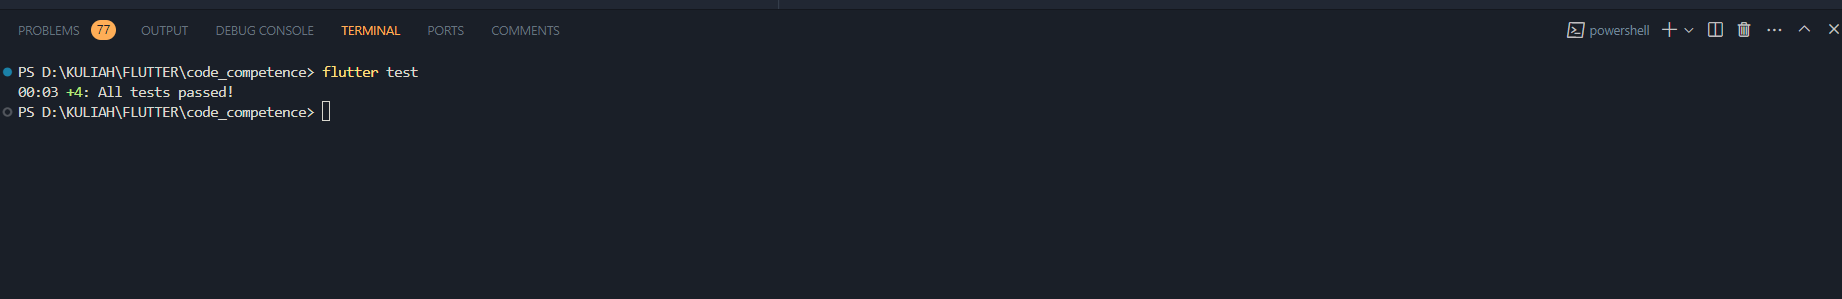 PROBLEMS 77 OUTPUT DEBUG CONSOLE TERMINAL PORTS COMMENTS powershell
PS D:\KULIAH\FLUTTER\code_competence> flutter test
00:03 +4: All tests passed!
PS D:\KULIAH\FLUTTER\code_competence>